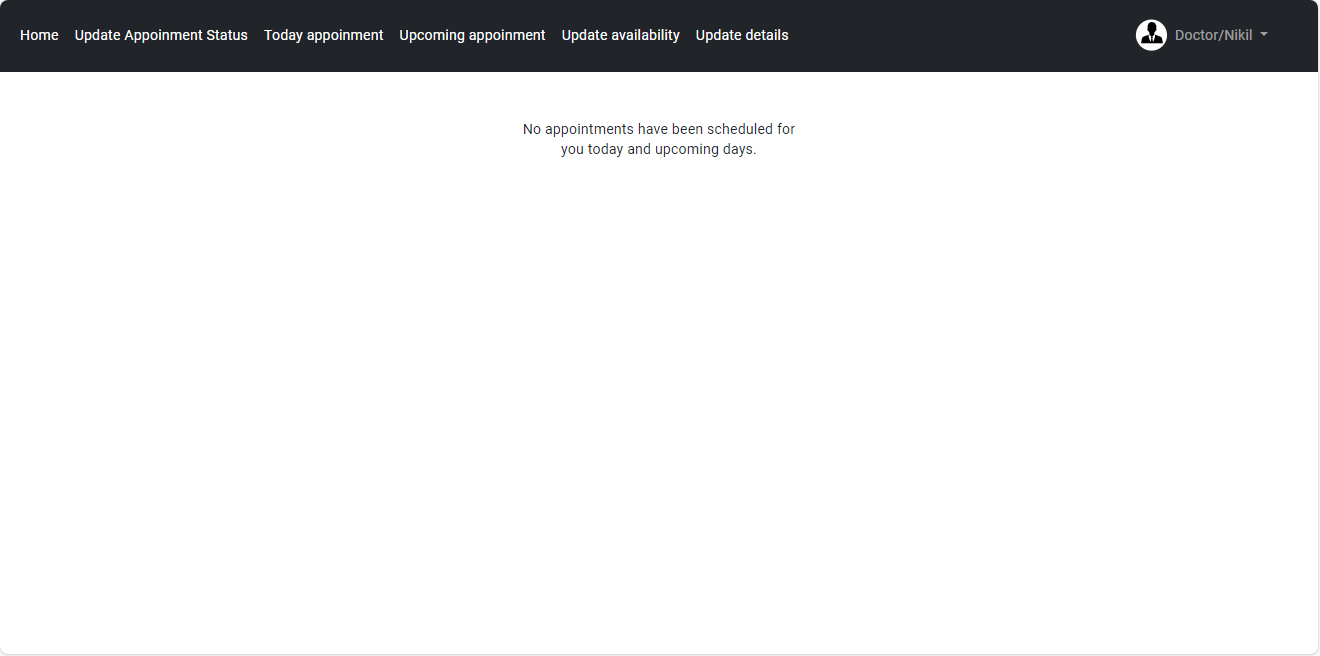 Home Update Appoinment Status Today appoinment Upcoming appoinment Update availability Update details Doctor/Nikil
No appointments have been scheduled for
you today and upcoming days.